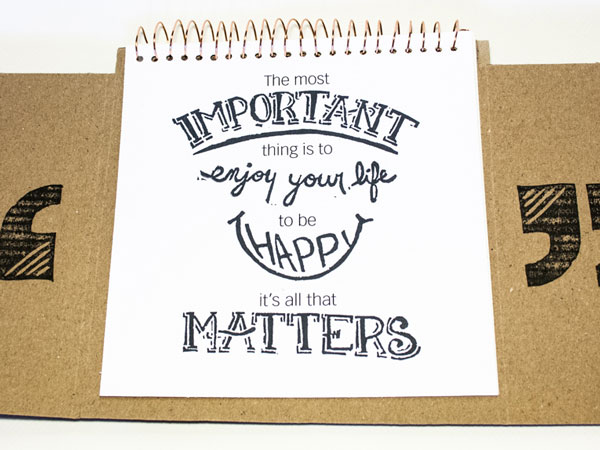 The most
IMPORTANT
thing is to
enjoy your life
to be
HAPPY
it's all that
MATTERS